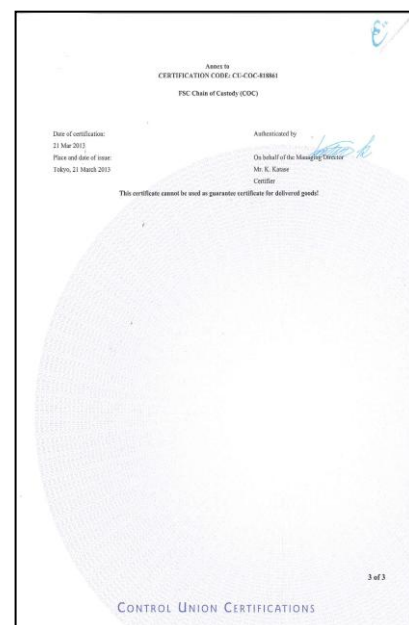 Annex to
CERTIFICATION CODE: CU-COC-818861
FSC Chain of Custody (COC)
Date of certification:
Authenticated by
21 Mar 2013
Place and date of issue:
On behalf of the Managing Director
Tokyo, 21 March 2013
Mr. K. Katase
Certifier
This certificate cannot be used as guarantee certificate for delivered goods!
3 of 3
CONTROL UNION CERTIFICATIONS